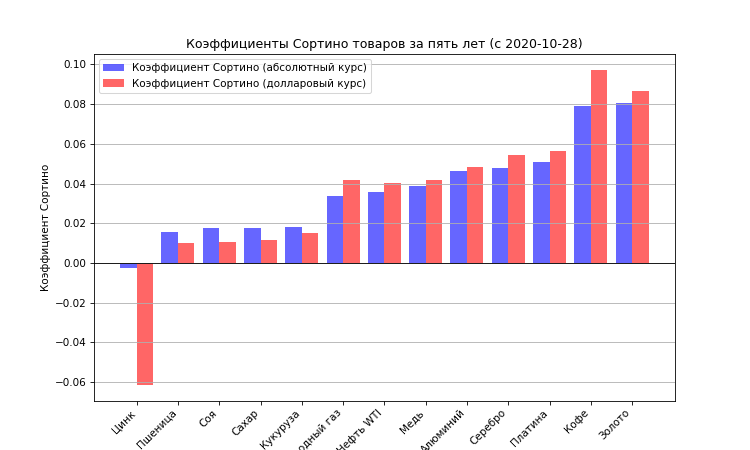 Коэффициенты Сортино товаров за пять лет (с 2020-10-28)
Коэффициент Сортино (абсолютный курс)
Коэффициент Сортино (долларовый курс)
Коэффициент Сортино
0.10
0.08
0.06
0.04
0.02
0.00
−0.02
−0.04
−0.06
Цинк
Пшеница
Соя
Сахар
Кукуруза
одный газ
Нефть WTI
Медь
Алюминий
Серебро
Платина
Кофе
Золото